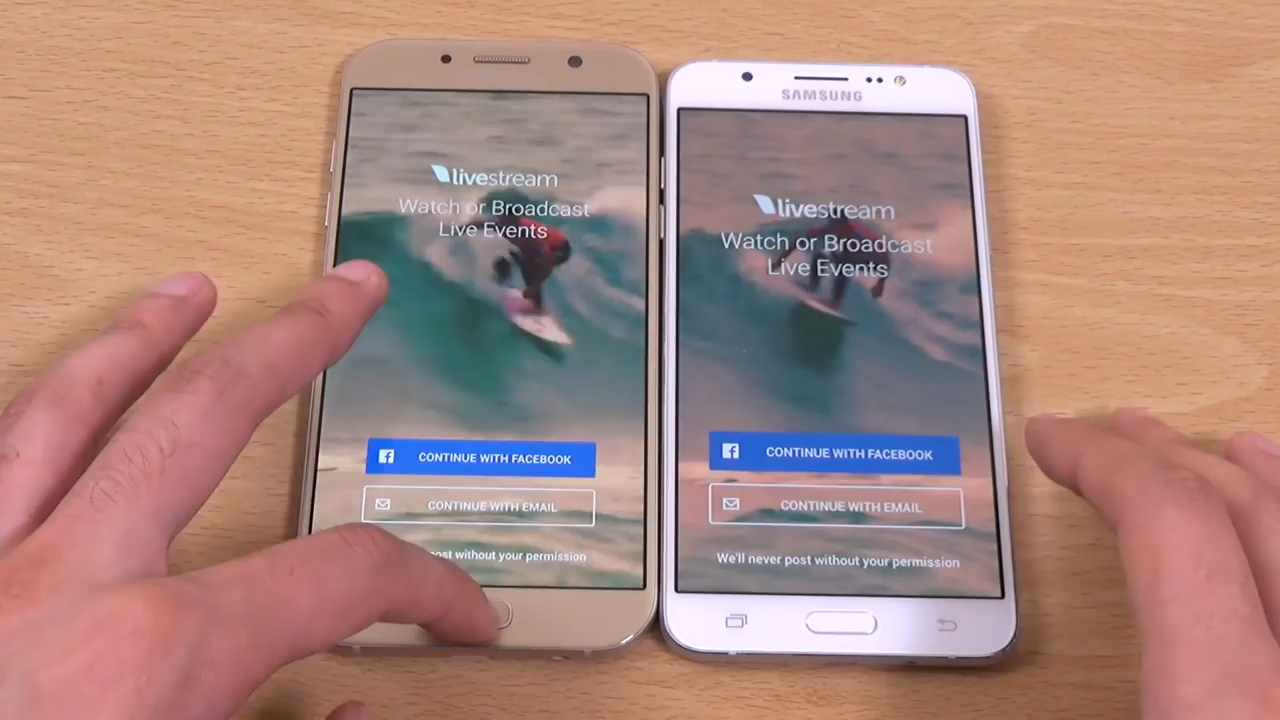 livestream
Watch or Broadcast
Live Events
CONTINUE WITH FACEBOOK
CONTINUE WITH EMAIL
post without your permission
SAMSUNG
livestream
Watch or Broadcast
Live Events
CONTINUE WITH FACEBOOK
CONTINUE WITH EMAIL
We'll never post without your permission